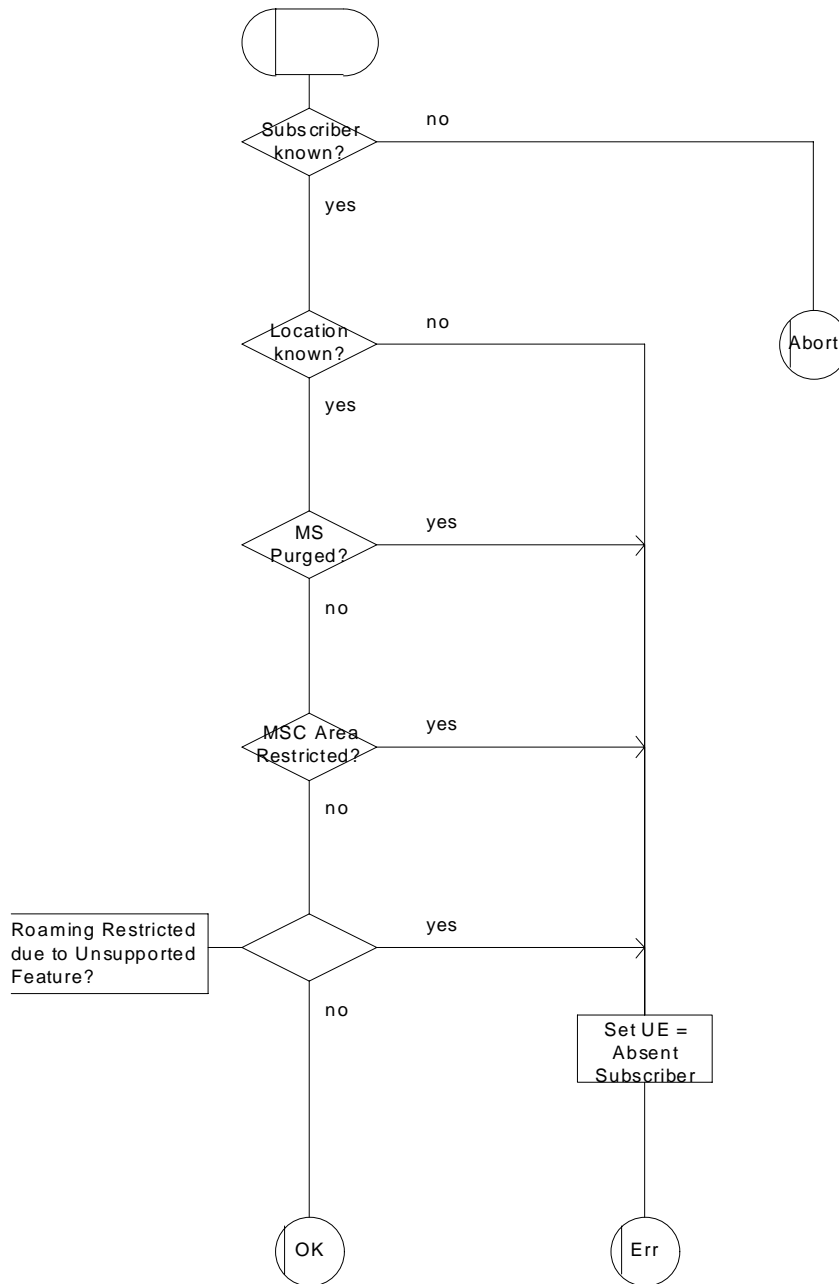 Subscriber
known?
no
yes
Location
known?
no
Abort
yes
MS
Purged?
yes
no
MSC Area
Restricted?
yes
no
Roaming Restricted
due to Unsupported
Feature?
yes
no
Set UE =
Absent
Subscriber
OK
Err